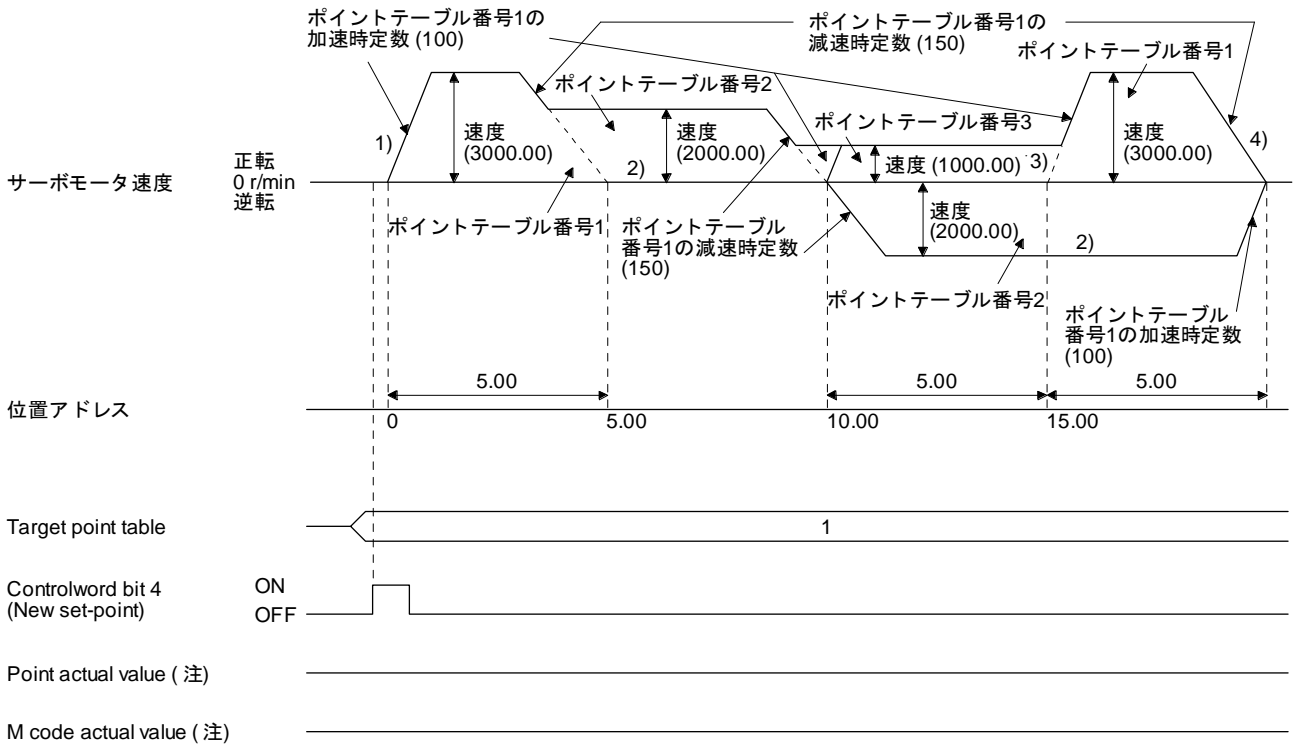 ポイントテーブル番号1の
加速時定数 (100)
ポイントテーブル番号1の
減速時定数 (150)
ポイントテーブル番号1
ポイントテーブル番号2
ポイントテーブル番号3
1)
速度
(3000.00)
2)
速度
(2000.00)
速度 (1000.00)
3)
速度
(3000.00)
4)
サーボモータ速度
正転
0 r/min
逆転
ポイントテーブル番号1
ポイントテーブル
番号1の減速時定数
(150)
速度
(2000.00)
2)
ポイントテーブル番号2
ポイントテーブル
番号1の加速時定数
(100)
5.00
5.00
5.00
位置アドレス
0
5.00
10.00
15.00
Target point table
1
Controlword bit 4
(New set-point)
ON
OFF
Point actual value ( 注)
M code actual value ( 注)